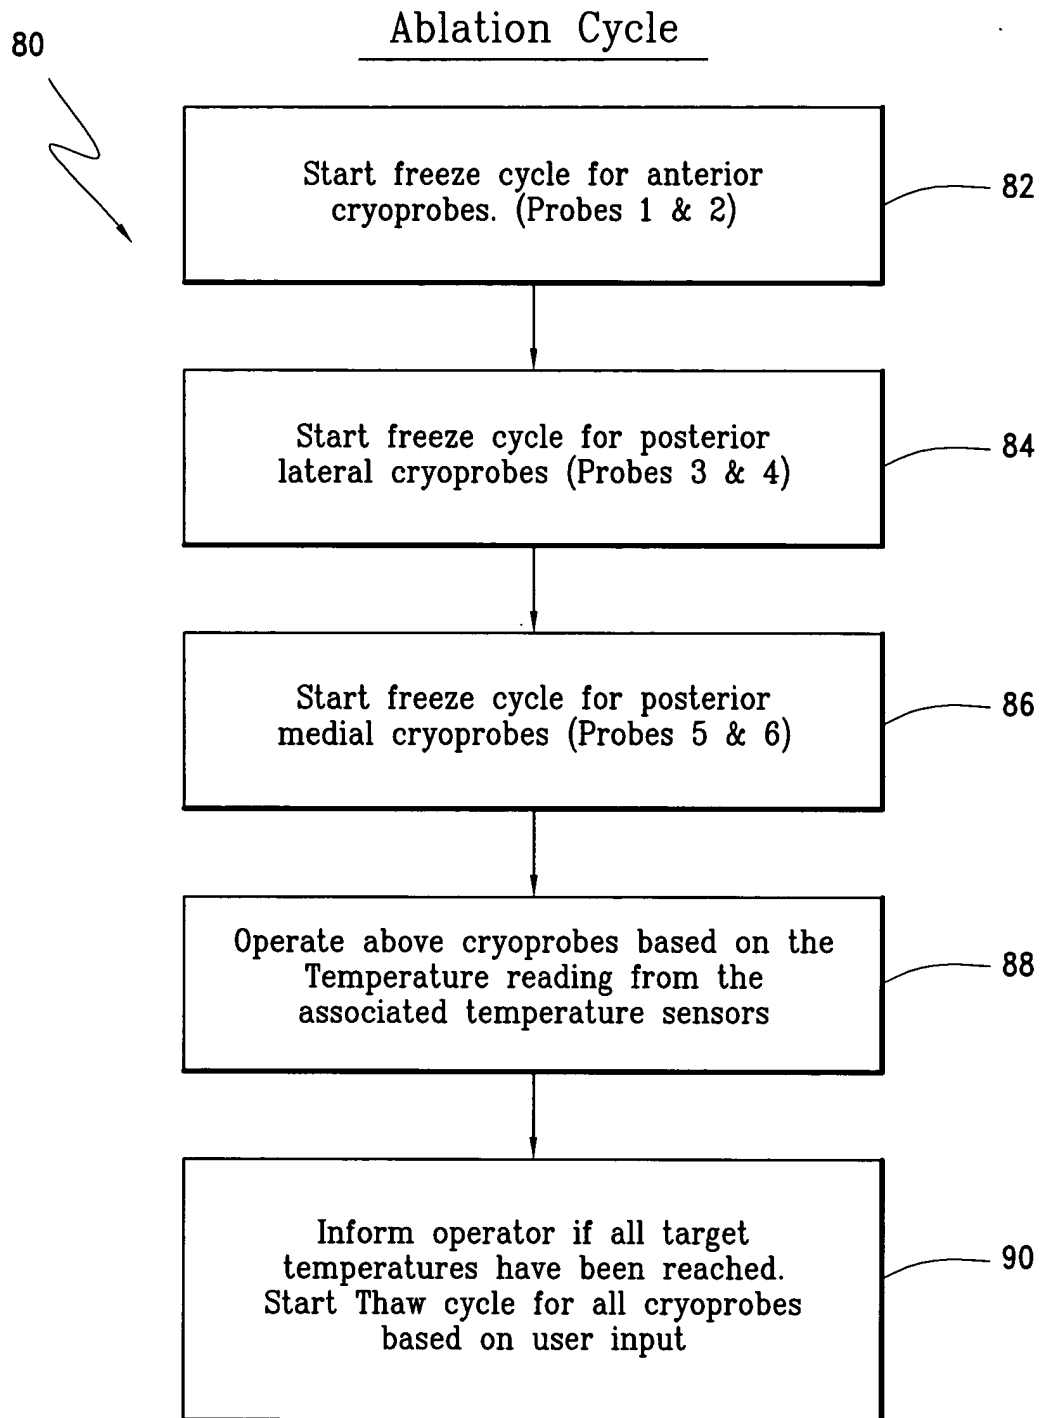 Ablation Cycle
80
Start freeze cycle for anterior
cryoprobes. (Probes 1 & 2)
82
Start freeze cycle for posterior
lateral cryoprobes (Probes 3 & 4)
84
Start freeze cycle for posterior
medial cryoprobes (Probes 5 & 6)
86
Operate above cryoprobes based on the
Temperature reading from the
associated temperature sensors
88
Inform operator if all target
temperatures have been reached.
Start Thaw cycle for all cryoprobes
based on user input
90